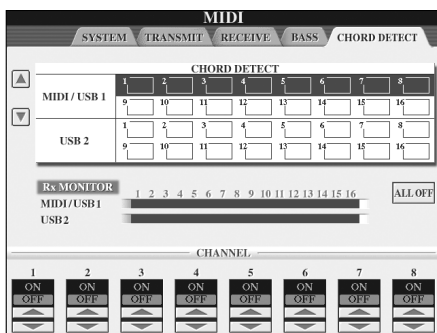 MIDI
SYSTEM TRANSMIT RECEIVE BASS CHORD DETECT
CHORD DETECT
MIDI / USB 1
1 2 3 4 5 6 7 8
9 10 11 12 13 14 15 16
USB 2
1 2 3 4 5 6 7 8
9 10 11 12 13 14 15 16
Rx MONITOR
1 2 3 4 5 6 7 8 9 10 11 12 13 14 15 16
MIDI/USB1
USB2
ALL OFF
CHANNEL
1 2 3 4 5 6 7 8
ON ON ON ON ON ON ON ON
OFF OFF OFF OFF OFF OFF OFF OFF